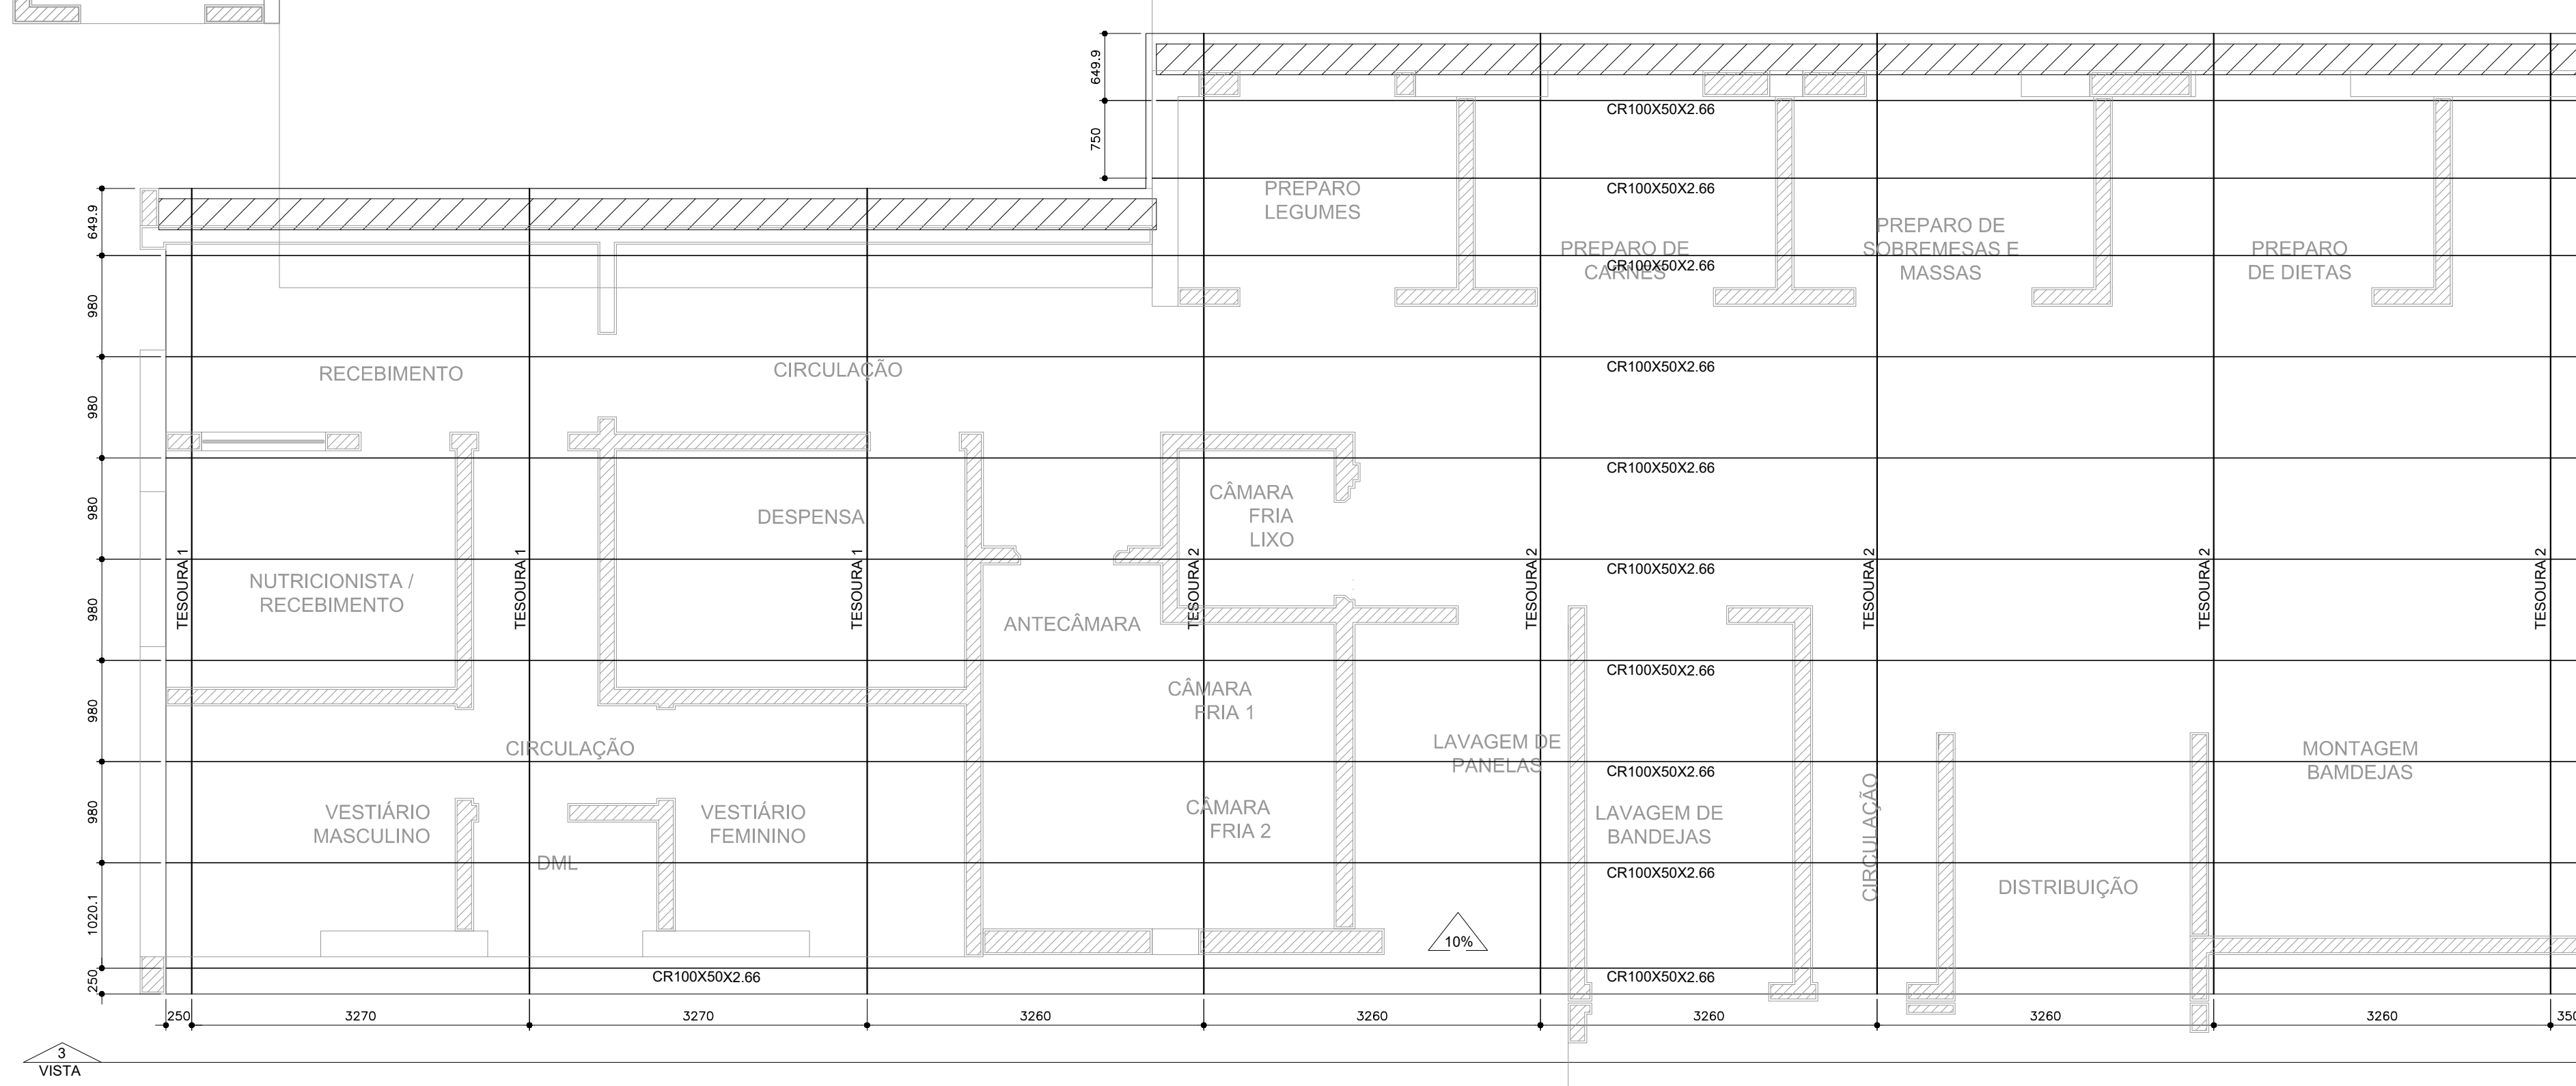 649.9
CR100X50X2.66
750
PREPARO
LEGUMES
CR100X50X2.66
649.9
PREPARO DE
CARNES
CR100X50X2.66
PREPARO DE
SOBREMESAS E
MASSAS
PREPARO
DE DIETAS
980
RECEBIMENTO
CIRCULAÇÃO
CR100X50X2.66
980
CR100X50X2.66
980
DESPENSA
CÂMARA
FRIA
LIXO
CR100X50X2.66
TESOURA 1
TESOURA 1
TESOURA 1
TESOURA 2
TESOURA 2
TESOURA 2
TESOURA 2
TESOURA 2
980
NUTRICIONISTA /
RECEBIMENTO
ANTECÂMARA
CR100X50X2.66
980
CÂMARA
FRIA 1
CIRCULAÇÃO
LAVAGEM DE
PANELAS
CR100X50X2.66
MONTAGEM
BAMDEJAS
980
VESTIÁRIO
MASCULINO
VESTIÁRIO
FEMININO
CÂMARA
FRIA 2
LAVAGEM DE
BANDEJAS
CIRCULAÇÃO
DML
CR100X50X2.66
DISTRIBUIÇÃO
1020.1
10%
250
CR100X50X2.66
CR100X50X2.66
250
3270
3270
3260
3260
3260
3260
3260
3
VISTA